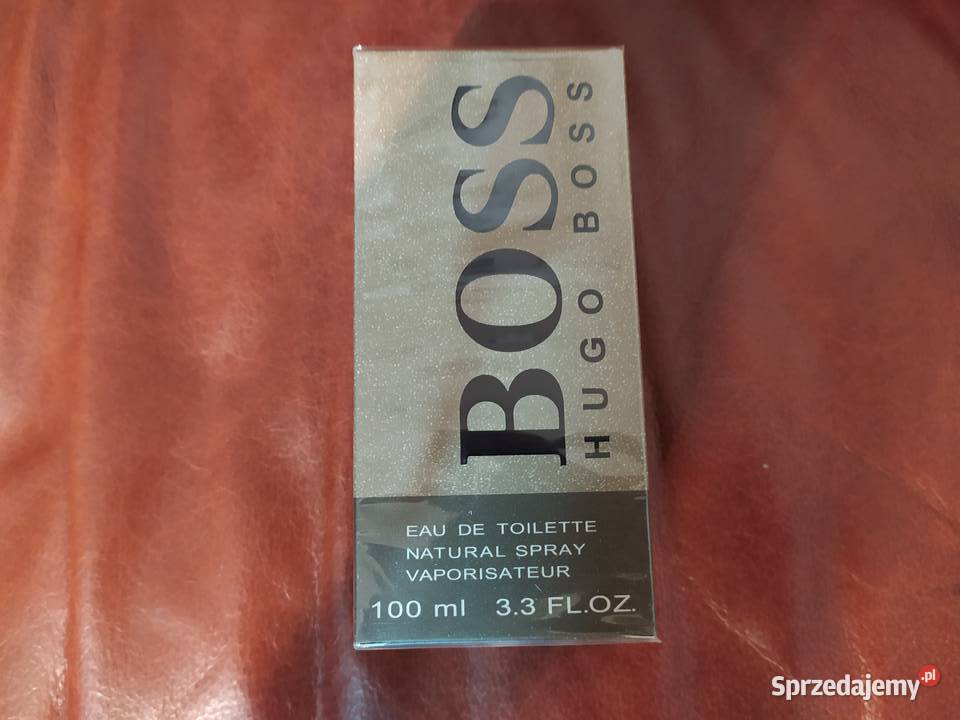 BOSS
HUGO BOSS
EAU DE TOILETTE
NATURAL SPRAY
VAPORISATEUR
100 ml 3.3 FL.OZ.
Sprzedajemy.pl